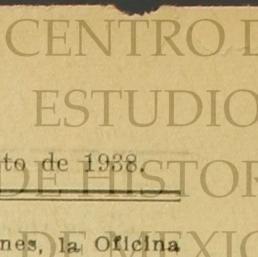 CENTRO D
ESTUDIO
to de 1938.
DE HISTOR
nes, la Oficina
DE MEXIC